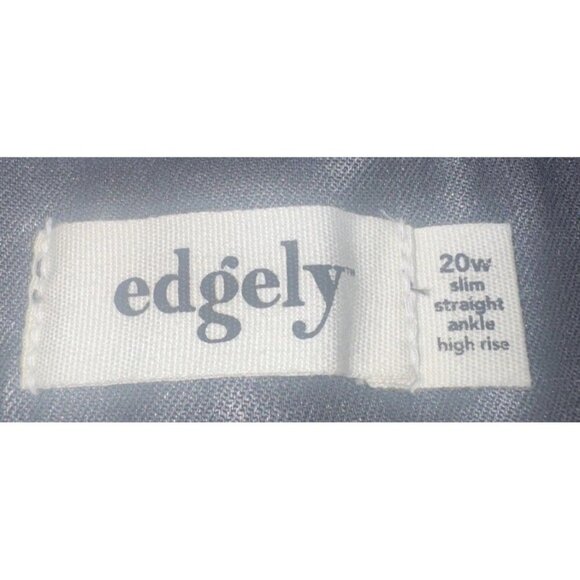 edgely™
20w
slim
straight
ankle
high rise